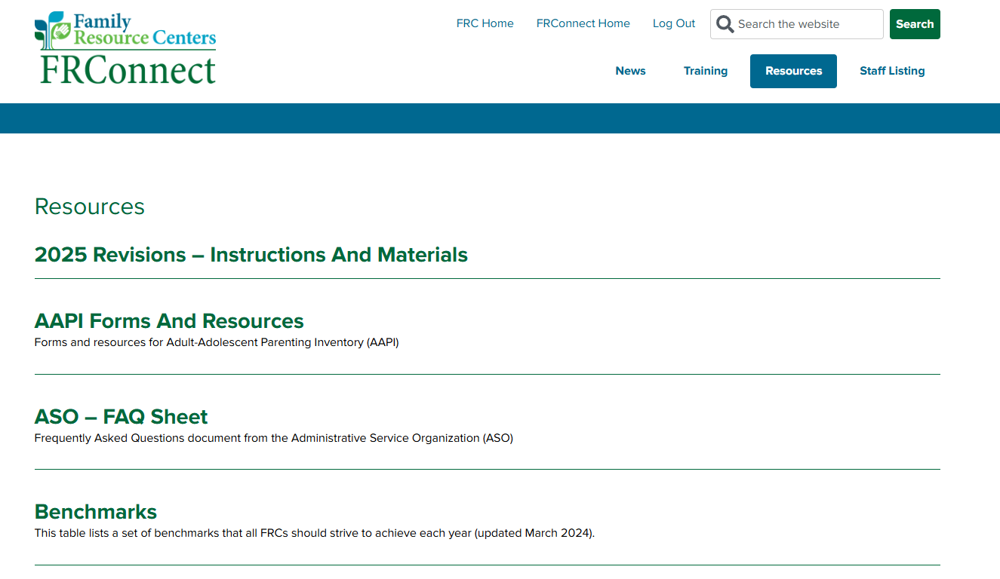 Family
Resource Centers
FRConnect
FRC Home FRConnect Home Log Out Search the website Search
News Training Resources Staff Listing
Resources
2025 Revisions – Instructions And Materials
AAPI Forms And Resources
Forms and resources for Adult-Adolescent Parenting Inventory (AAPI)
ASO – FAQ Sheet
Frequently Asked Questions document from the Administrative Service Organization (ASO)
Benchmarks
This table lists a set of benchmarks that all FRCs should strive to achieve each year (updated March 2024).